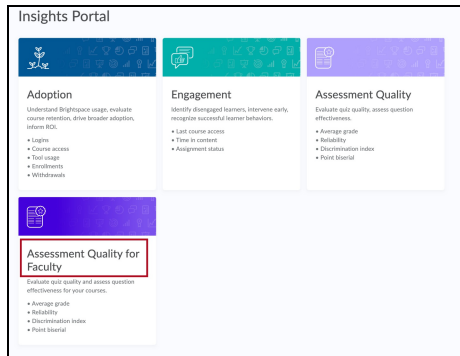 Insights Portal
Adoption
Understand Brightspace usage, evaluate
course retention, drive broader adoption,
inform ROI.
• Logins
• Course access
• Tool usage
• Enrollments
• Withdrawals
Engagement
Identify disengaged learners, intervene early,
recognize successful learner behaviors.
• Last course access
• Time in content
• Assignment status
Assessment Quality
Evaluate quiz quality, assess question
effectiveness.
• Average grade
• Reliability
• Discrimination index
• Point biserial
Assessment Quality for
Faculty
Evaluate quiz quality and assess question
effectiveness for your courses.
• Average grade
• Reliability
• Discrimination index
• Point biserial